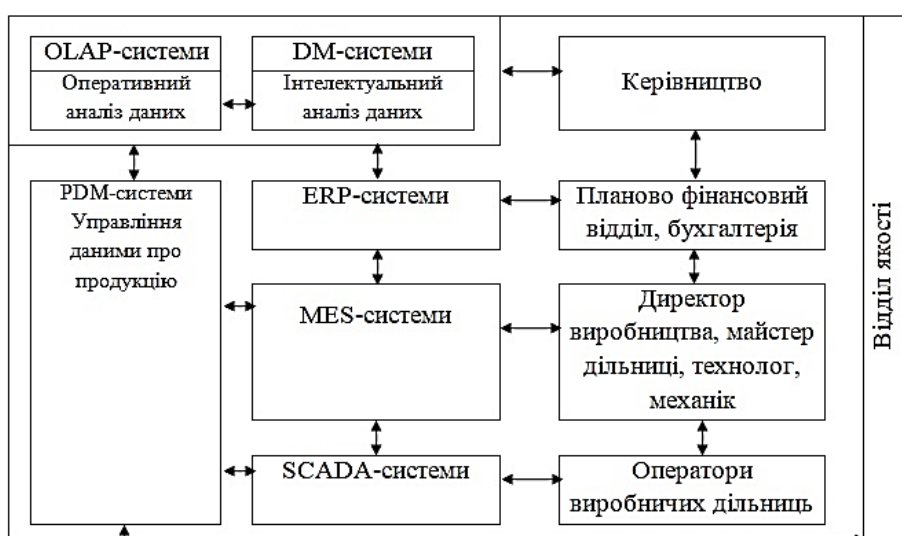 OLAP-системи
Оперативний
аналіз даних
DM-системи
Інтелектуальний
аналіз даних
Керівництво
PDM-системи
Управління
даними про
продукцію
ERP-системи
Планово фінансовий
відділ, бухгалтерія
MES-системи
Директор
виробництва, майстер
дільниці, технолог,
механік
SCADA-системи
Оператори
виробничих дільниць
Відділ якості